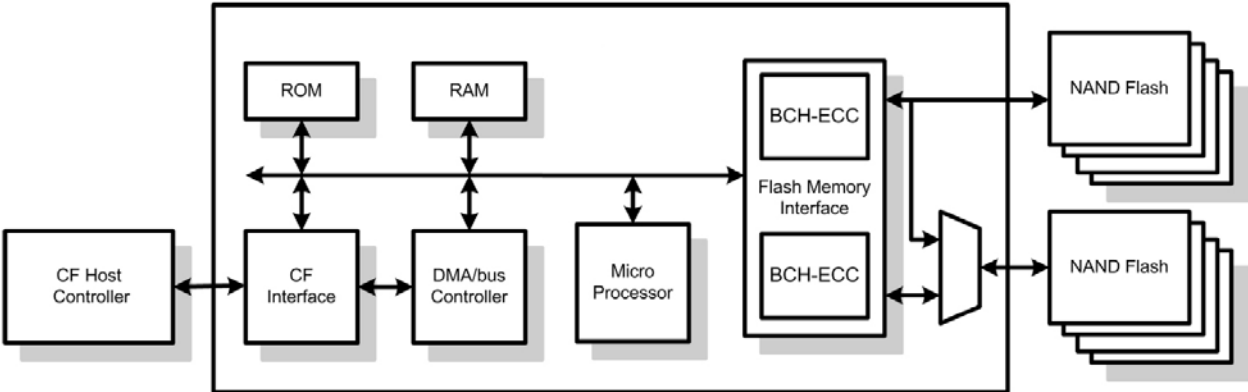 ROM
RAM
BCH-ECC
NAND Flash
Flash Memory
Interface
CF Host
Controller
CF
Interface
DMA/bus
Controller
Micro
Processor
BCH-ECC
NAND Flash